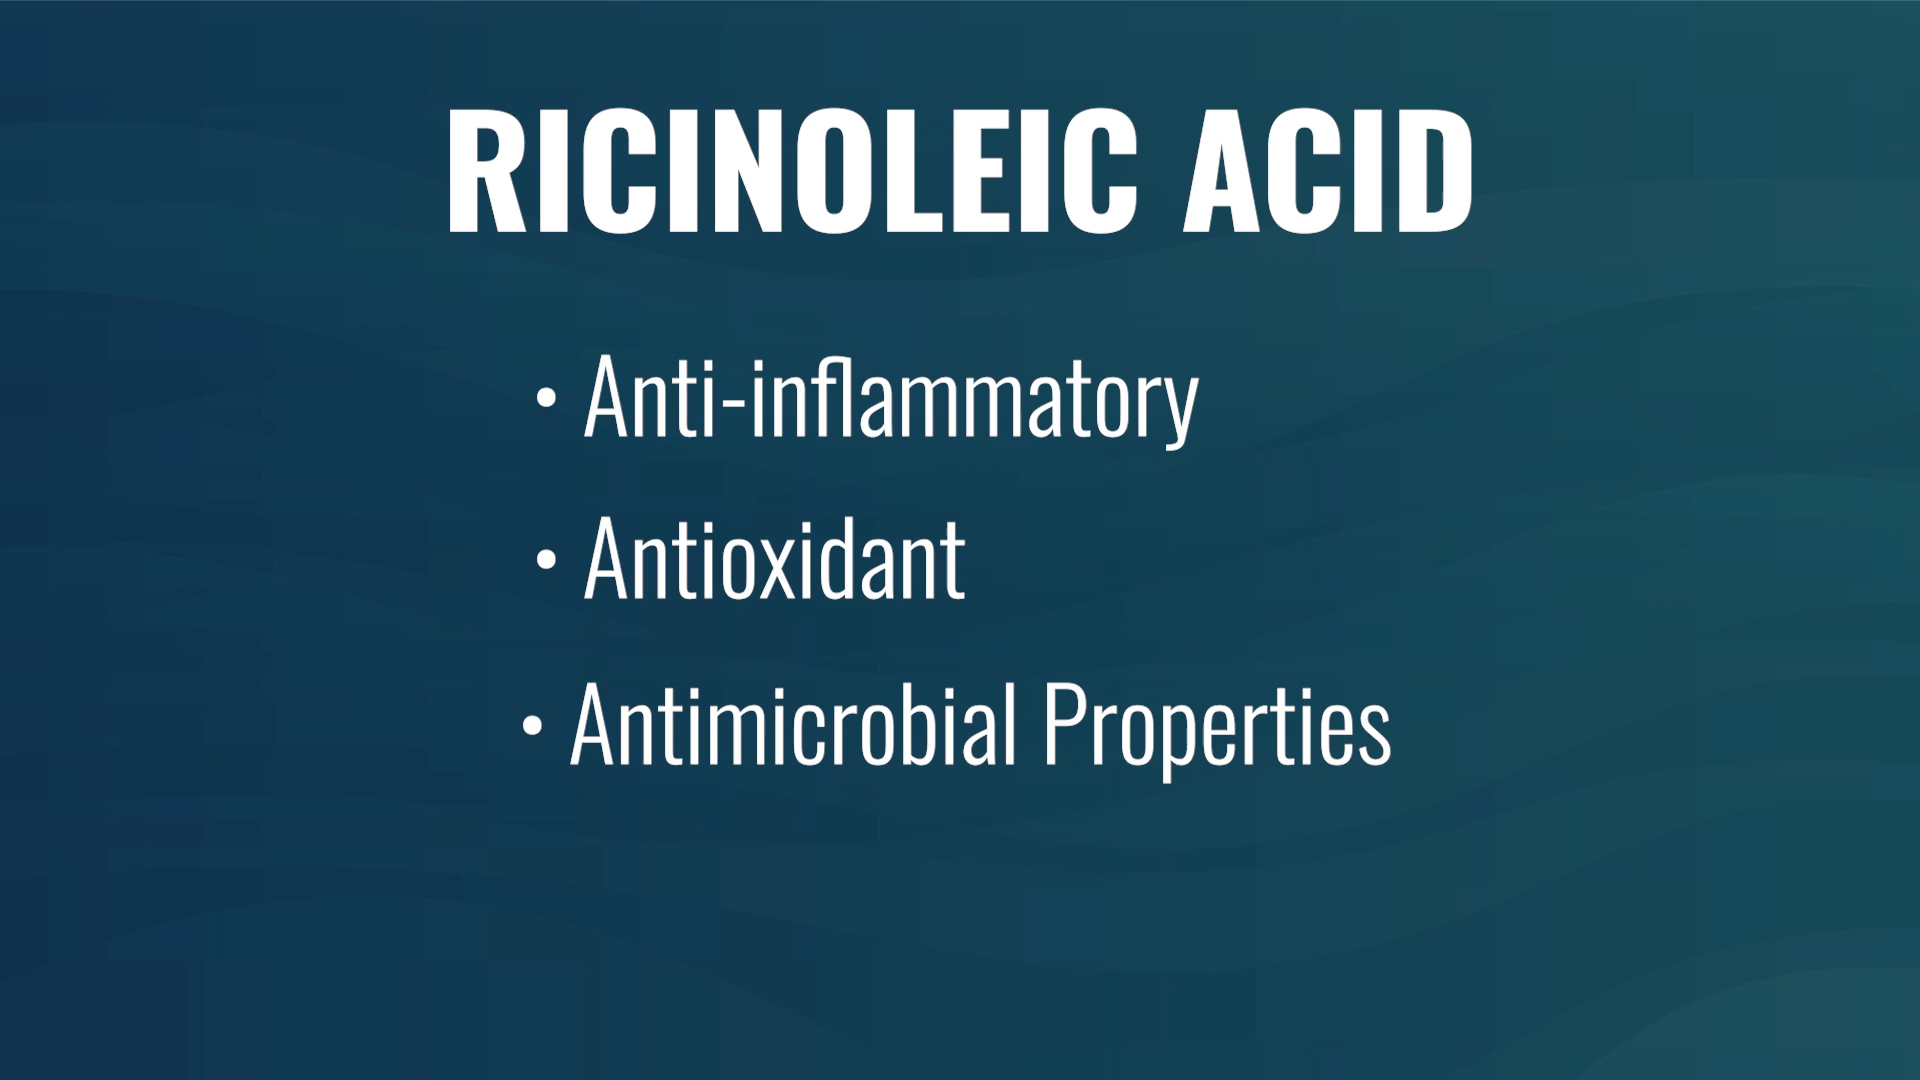 RICINOLEIC ACID
• Anti-inflammatory
• Antioxidant
• Antimicrobial Properties